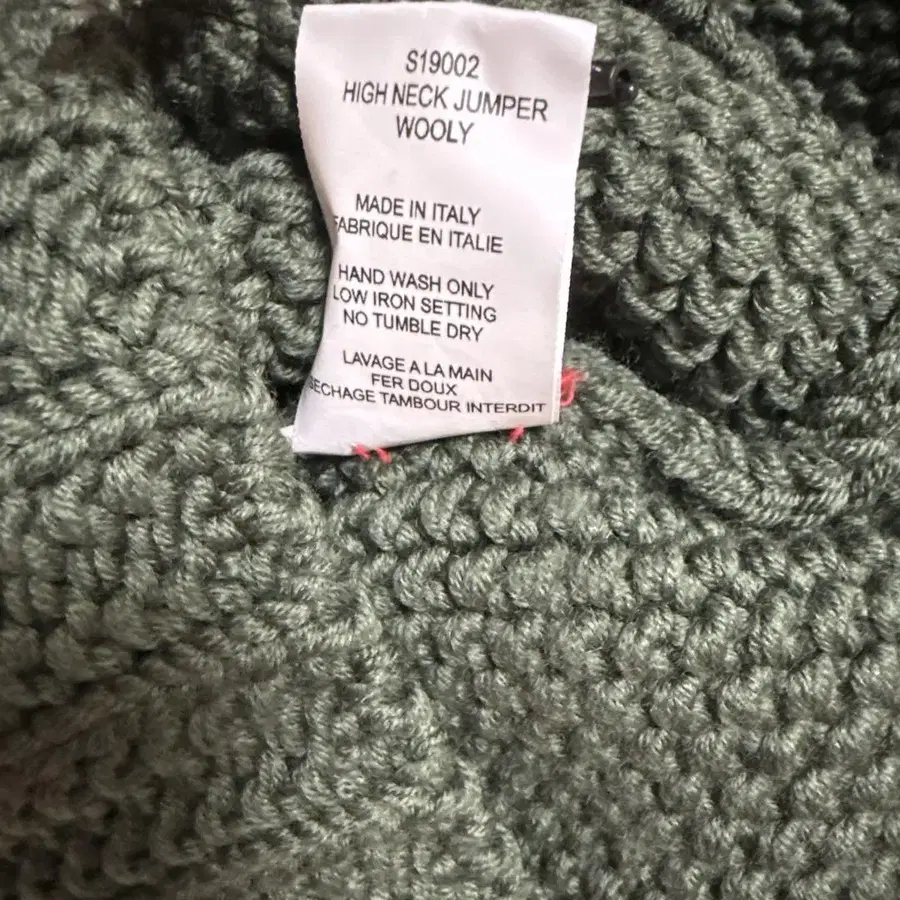 S19002
HIGH NECK JUMPER
WOOLY
MADE IN ITALY
FABRIQUE EN ITALIE
HAND WASH ONLY
LOW IRON SETTING
NO TUMBLE DRY
LAVAGE A LA MAIN
FER DOUX
SECHAGE TAMBOUR INTERDIT